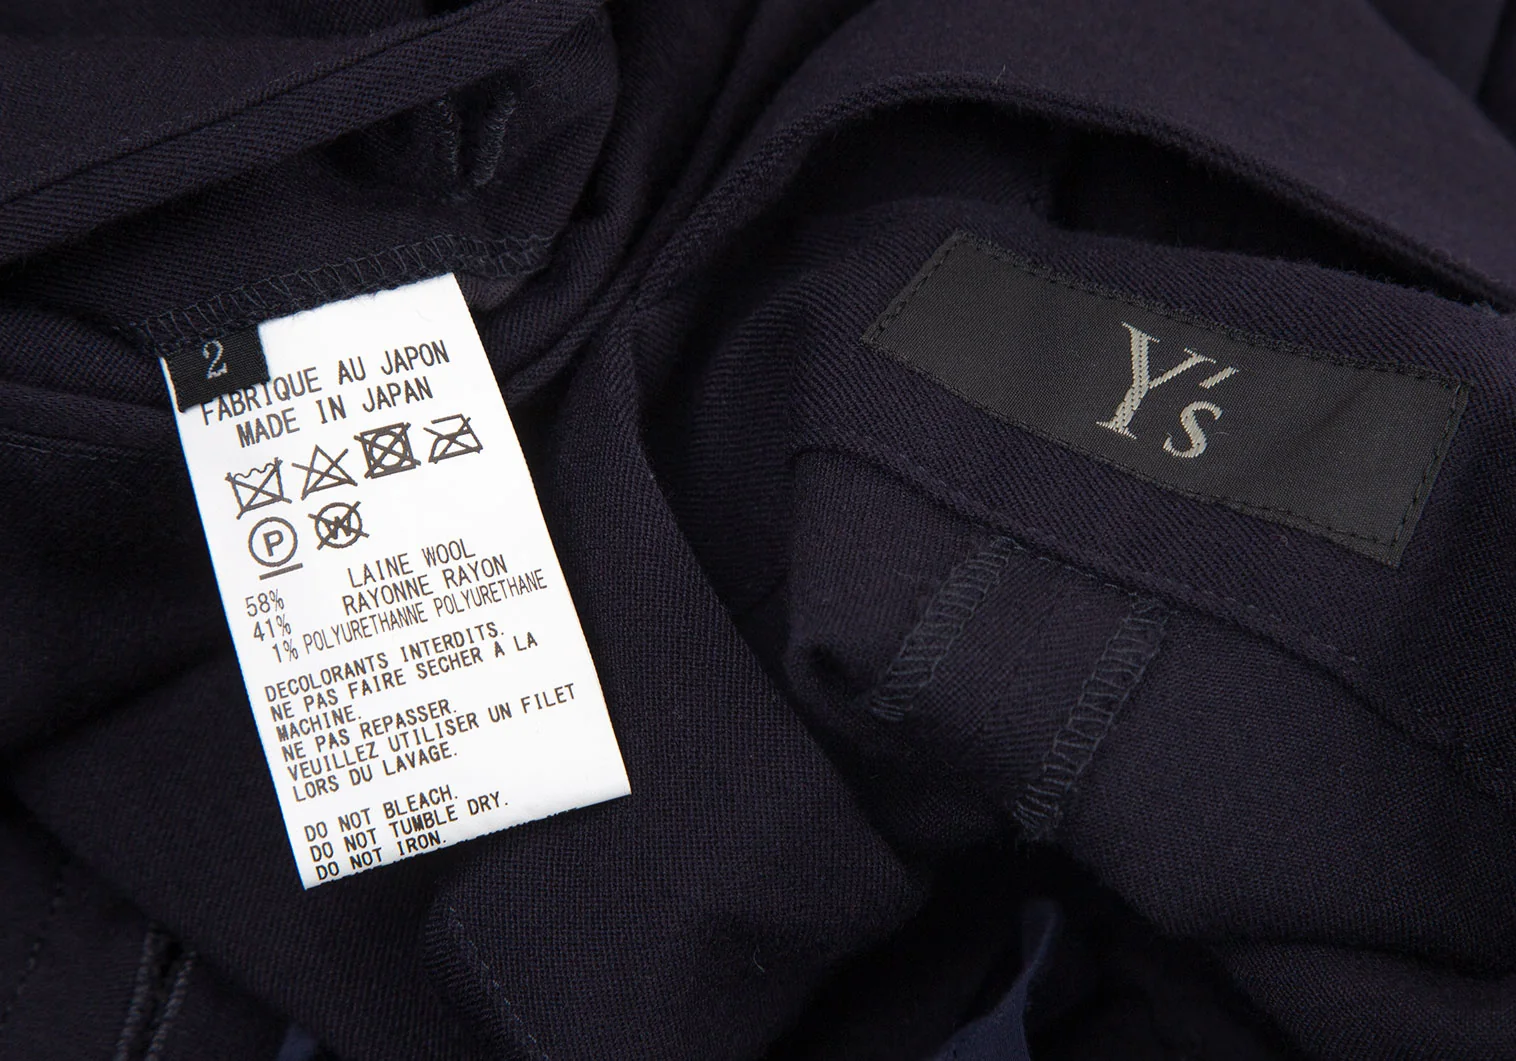 2
FABRIQUE AU JAPON
MADE IN JAPAN
P
W
LAINE WOOL
58% RAYONNE RAYON
41% POLYURETHANNE POLYURETHANE
1%
DECOLORANTS INTERDITS.
NE PAS FAIRE SECHER A LA
MACHINE.
NE PAS REPASSER.
VEUILLEZ UTILISER UN FILET
LORS DU LAVAGE.
DO NOT BLEACH.
DO NOT TUMBLE DRY.
DO NOT IRON.
Y's